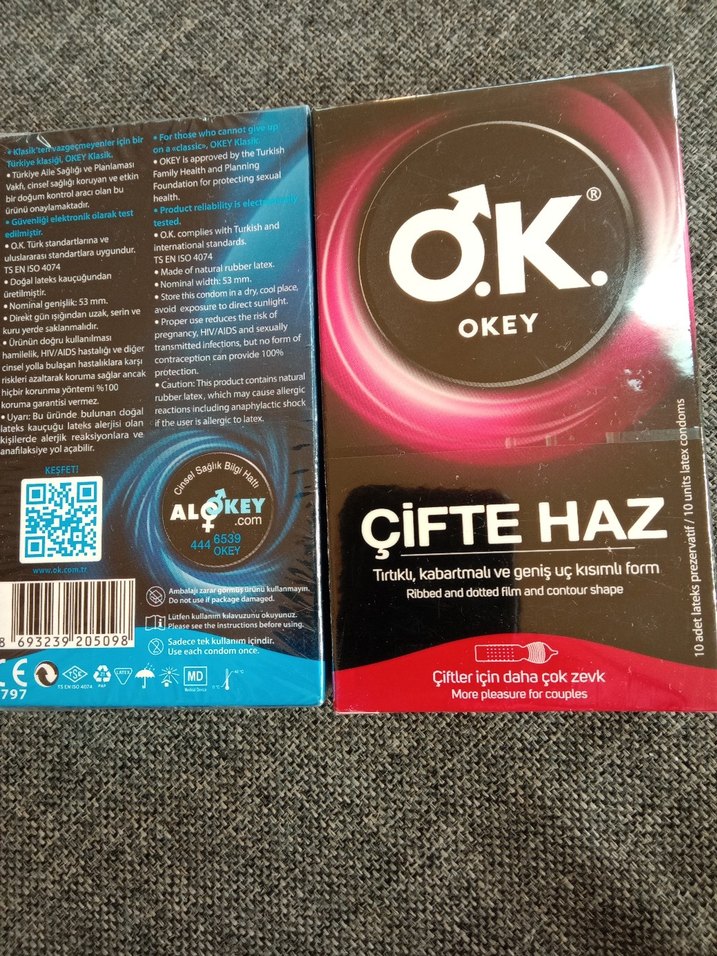 • Klasik'ten vazgeçmeyenler için bir
Türkiye klasiği, OKEY Klasik.
• Türkiye Aile Sağlığı ve Planlaması
Vakfı, cinsel sağlığı koruyan ve etkin
bir doğum kontrol aracı olan bu
ürünü onaylamaktadır.
• Güvenliği elektronik olarak test
edilmiştir.
• O.K. Türk standartlarına ve
uluslararası standartlara uygundur.
TS EN ISO 4074
• Doğal lateks kauçuğundan
üretilmiştir.
• Nominal genişlik: 53 mm.
• Direkt gün ışığından uzak, serin ve
kuru yerde saklanmalıdır.
• Ürünün doğru kullanılması
hamilelik, HIV/AIDS hastalığı ve diğer
cinsel yolla bulaşan hastalıklara karşı
riskleri azaltarak koruma sağlar ancak
hiçbir korunma yöntemi %100
koruma garantisi vermez.
• Uyarı: Bu üründe bulunan doğal
lateks kauçuğu lateks alerjisi olan
kişilerde alerjik reaksiyonlara ve
anafilaksiye yol açabilir.
• For those who cannot give up
on a «classic», OKEY Klasik.
• OKEY is approved by the Turkish
Family Health and Planning
Foundation for protecting sexual
health.
• Product reliability is electronically
tested.
• O.K. complies with Turkish and
international standards.
TS EN ISO 4074
• Made of natural rubber latex.
• Nominal width: 53 mm.
• Store this condom in a dry, cool place,
avoid exposure to direct sunlight.
• Proper use reduces the risk of
pregnancy, HIV/AIDS and sexually
transmitted infections, but no form of
contraception can provide 100%
protection.
• Caution: This product contains natural
rubber latex, which may cause allergic
reactions including anaphylactic shock
if the user is allergic to latex.
KEŞFET!
www.ok.com.tr
Cinsel Sağlık Bilgi Hattı
ALOKEY
.com
444 6539
OKEY
8 693239 205098
Ambalajı zarar görmüş ürünü kullanmayın.
Do not use if package damaged.
Lütfen kullanım kılavuzunu okuyunuz.
Please see the instructions before using.
Sadece tek kullanım içindir.
Use each condom once.
CE
797
TSE
TS EN ISO 4074
PAP
LATEX
MD
Medical Device
O.K.®
OKEY
ÇİFTE HAZ
Tırtıklı, kabartmalı ve geniş uç kısımlı form
Ribbed and dotted film and contour shape
Çiftler için daha çok zevk
More pleasure for couples
10 adet lateks prezervatif / 10 units latex condoms